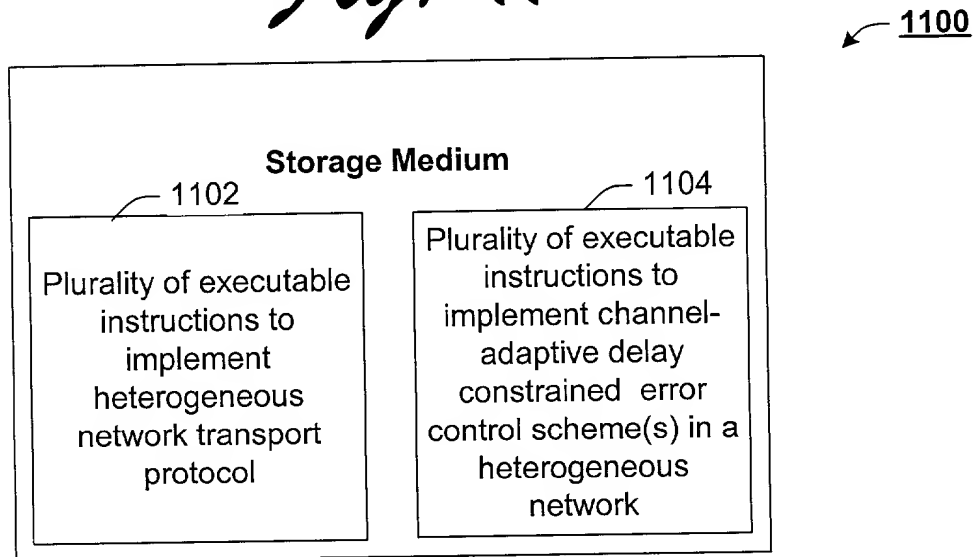 1100
Storage Medium
1102
Plurality of executable
instructions to
implement
heterogeneous
network transport
protocol
1104
Plurality of executable
instructions to
implement channel-
adaptive delay
constrained error
control scheme(s) in a
heterogeneous
network